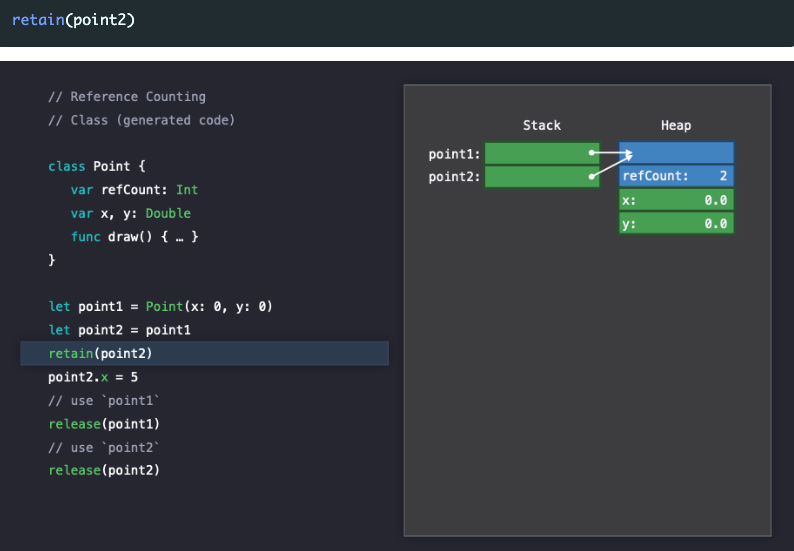 retain(point2)
// Reference Counting
// Class (generated code)
class Point {
var refCount: Int
var x, y: Double
func draw() { … }
}
let point1 = Point(x: 0, y: 0)
let point2 = point1
retain(point2)
point2.x = 5
// use `point1`
release(point1)
// use `point2`
release(point2)
Stack Heap
point1:
point2:
refCount: 2
x: 0.0
y: 0.0